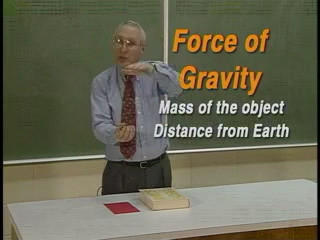 Force of
Gravity
Mass of the object
Distance from Earth